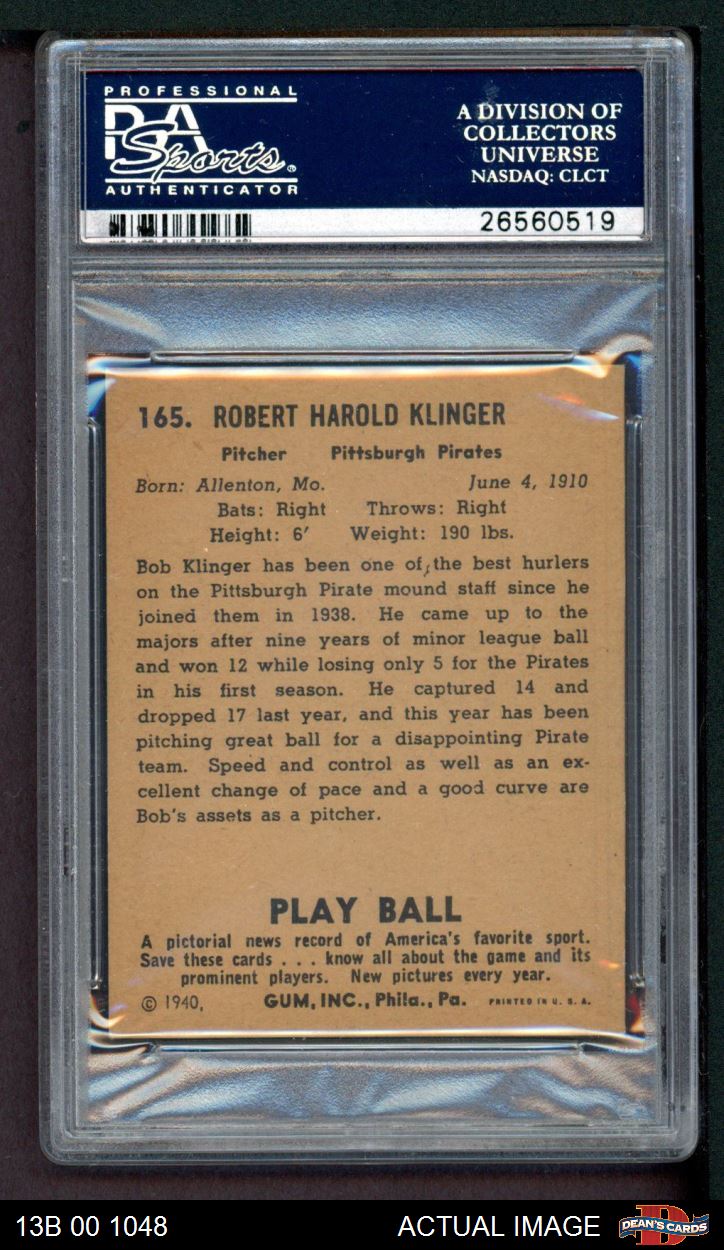 PROFESSIONAL
PSA
Sports
AUTHENTICATOR
A DIVISION OF
COLLECTORS
UNIVERSE
NASDAQ: CLCT
26560519
165. ROBERT HAROLD KLINGER
Pitcher Pittsburgh Pirates
Born: Allenton, Mo. June 4, 1910
Bats: Right Throws: Right
Height: 6' Weight: 190 lbs.
Bob Klinger has been one of the best hurlers
on the Pittsburgh Pirate mound staff since he
joined them in 1938. He came up to the
majors after nine years of minor league ball
and won 12 while losing only 5 for the Pirates
in his first season. He captured 14 and
dropped 17 last year, and this year has been
pitching great ball for a disappointing Pirate
team. Speed and control as well as an ex-
cellent change of pace and a good curve are
Bob's assets as a pitcher.
PLAY BALL
A pictorial news record of America's favorite sport.
Save these cards . . . know all about the game and its
prominent players. New pictures every year.
© 1940, GUM, INC., Phila., Pa. PRINTED IN U. S. A.
13B 00 1048 ACTUAL IMAGE DEAN'S CARDS